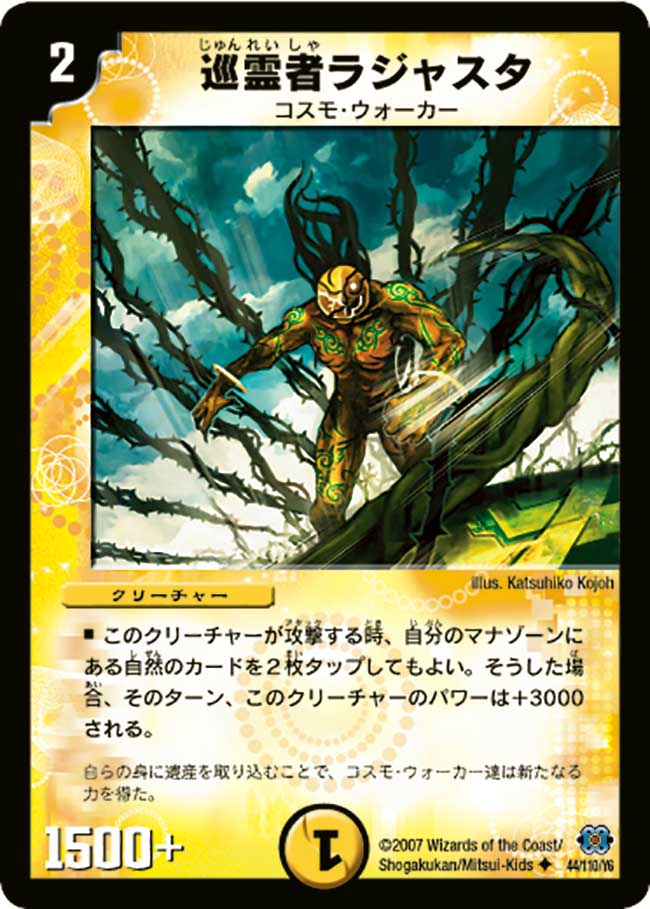 2
じゅんれいしゃ
巡霊者ラジャスタ
コスモ・ウォーカー
illus. Katsuhiko Kojoh
クリーチャー
■ このクリーチャーが攻撃する時、自分のマナゾーンに
ある自然のカードを2枚タップしてもよい。そうした場
合、そのターン、このクリーチャーのパワーは+3000
される。
自らの身に遺産を取り込むことで、コスモ・ウォーカー達は新たなる
力を得た。
1500+
1
©2007 Wizards of the Coast/
Shogakukan/Mitsui-Kids
44/110/Y6